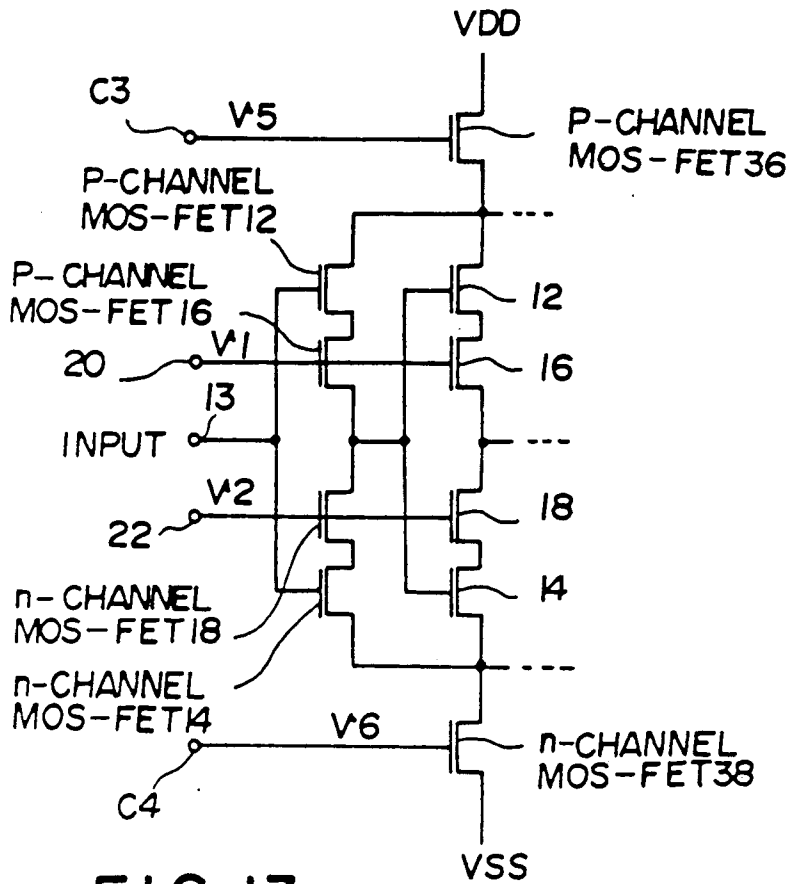 VDD
C3
V5
P-CHANNEL
MOS-FET36
P-CHANNEL
MOS-FET12
P-CHANNEL
MOS-FET16
12
20
V1
16
13
INPUT
V2
22
18
n-CHANNEL
MOS-FET18
14
n-CHANNEL
MOS-FET14
V6
C4
n-CHANNEL
MOS-FET38
VSS